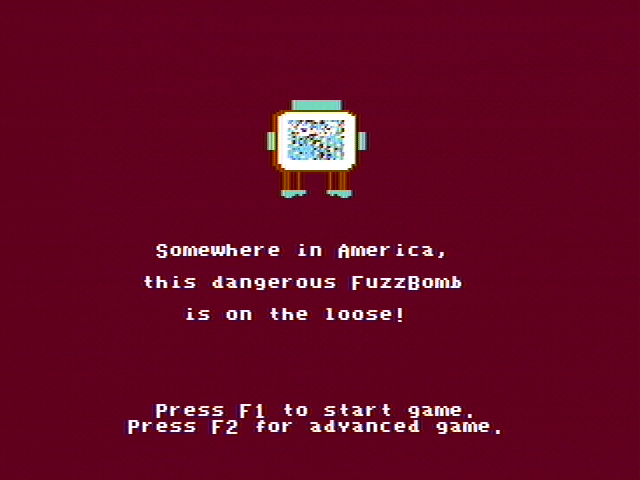 Somewhere in America,
this dangerous FuzzBomb
is on the loose!
Press F1 to start game.
Press F2 for advanced game.